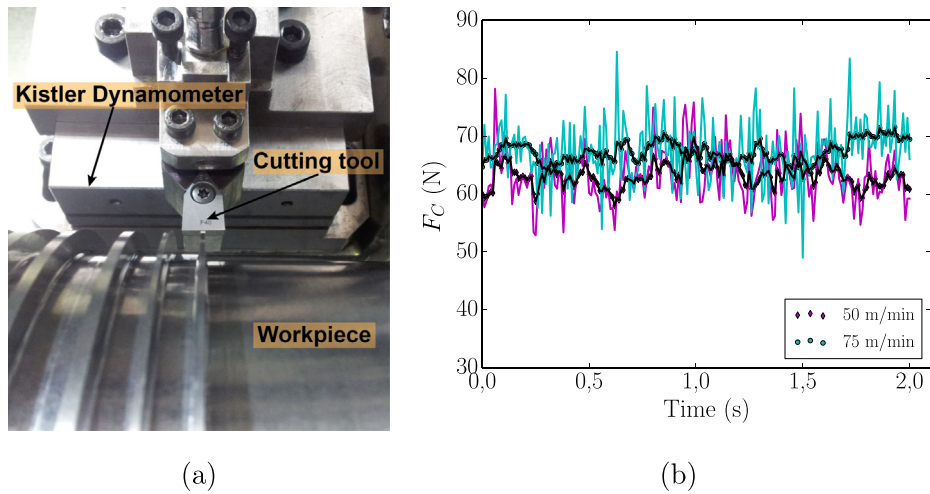 Kistler Dynamometer
Cutting tool
P40
Workpiece
(a)
90
80
70
60
50
40
30
F_C (N)
0,0 0,5 1,0 1,5 2,0
Time (s)
50 m/min
75 m/min
(b)